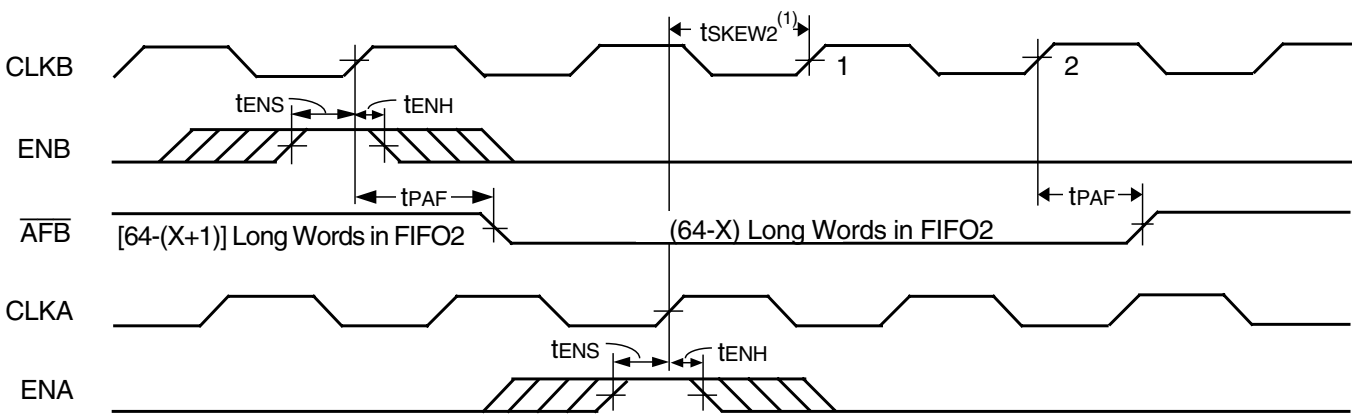 tSKEW2(1)
CLKB
1
2
tENS
tENH
ENB
tPAF
tPAF
AFB
[64-(X+1)] Long Words in FIFO2
(64-X) Long Words in FIFO2
CLKA
tENS
tENH
ENA